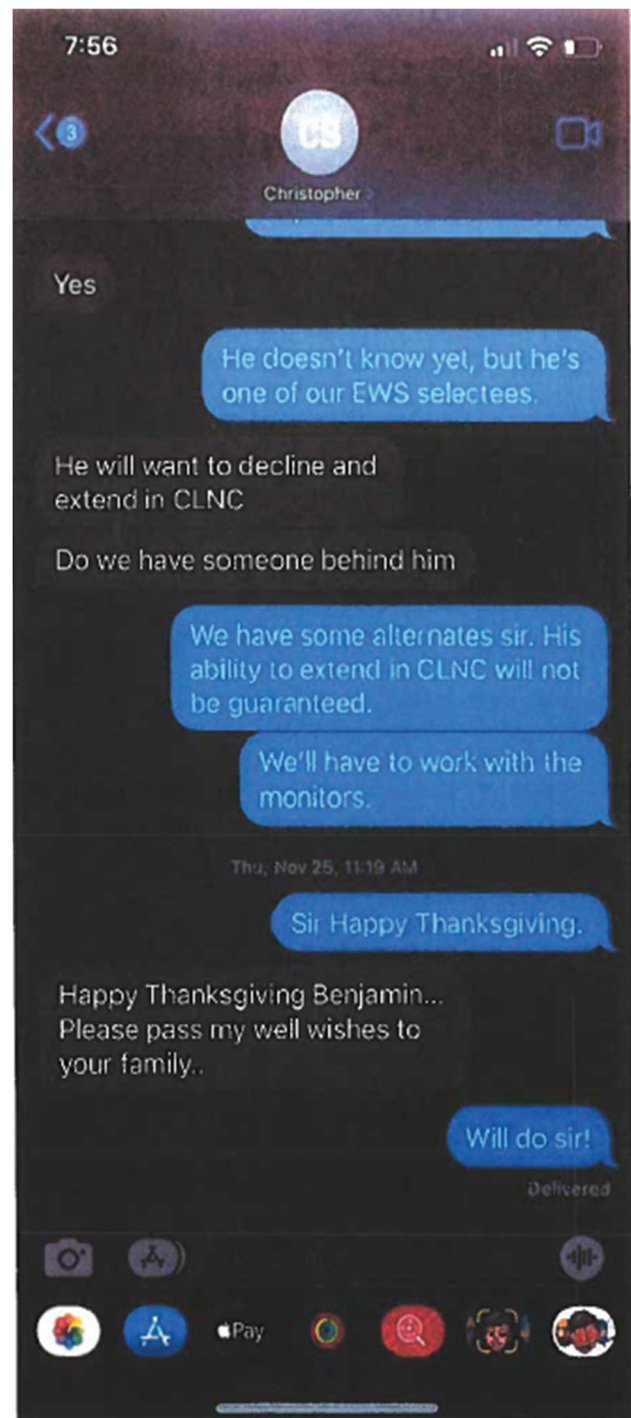 7:56
3
CS
Christopher
Yes
He doesn't know yet, but he's
one of our EWS selectees.
He will want to decline and
extend in CLNC
Do we have someone behind him
We have some alternates sir. His
ability to extend in CLNC will not
be guaranteed.
We'll have to work with the
monitors.
Thu, Nov 25, 11:19 AM
Sir Happy Thanksgiving.
Happy Thanksgiving Benjamin...
Please pass my well wishes to
your family..
Will do sir!
Delivered
Pay